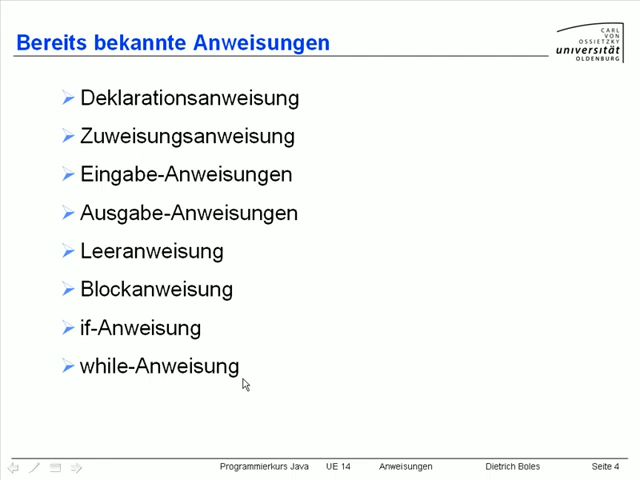 Bereits bekannte Anweisungen
CARL
VON
OSSIETZKY
universität
OLDENBURG
Deklarationsanweisung
Zuweisungsanweisung
Eingabe-Anweisungen
Ausgabe-Anweisungen
Leeranweisung
Blockanweisung
if-Anweisung
while-Anweisung
Programmierkurs Java UE 14 Anweisungen Dietrich Boles Seite 4